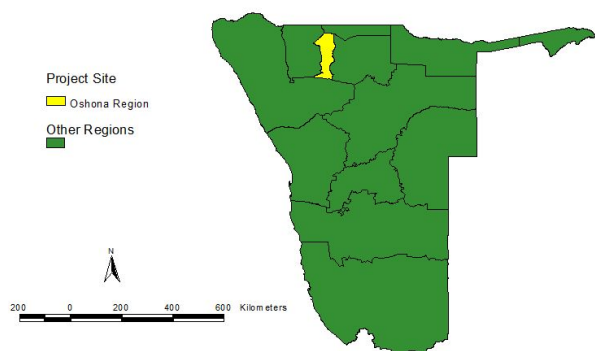 Project Site
Oshona Region
Other Regions
N
200 0 200 400 600 Kilometers